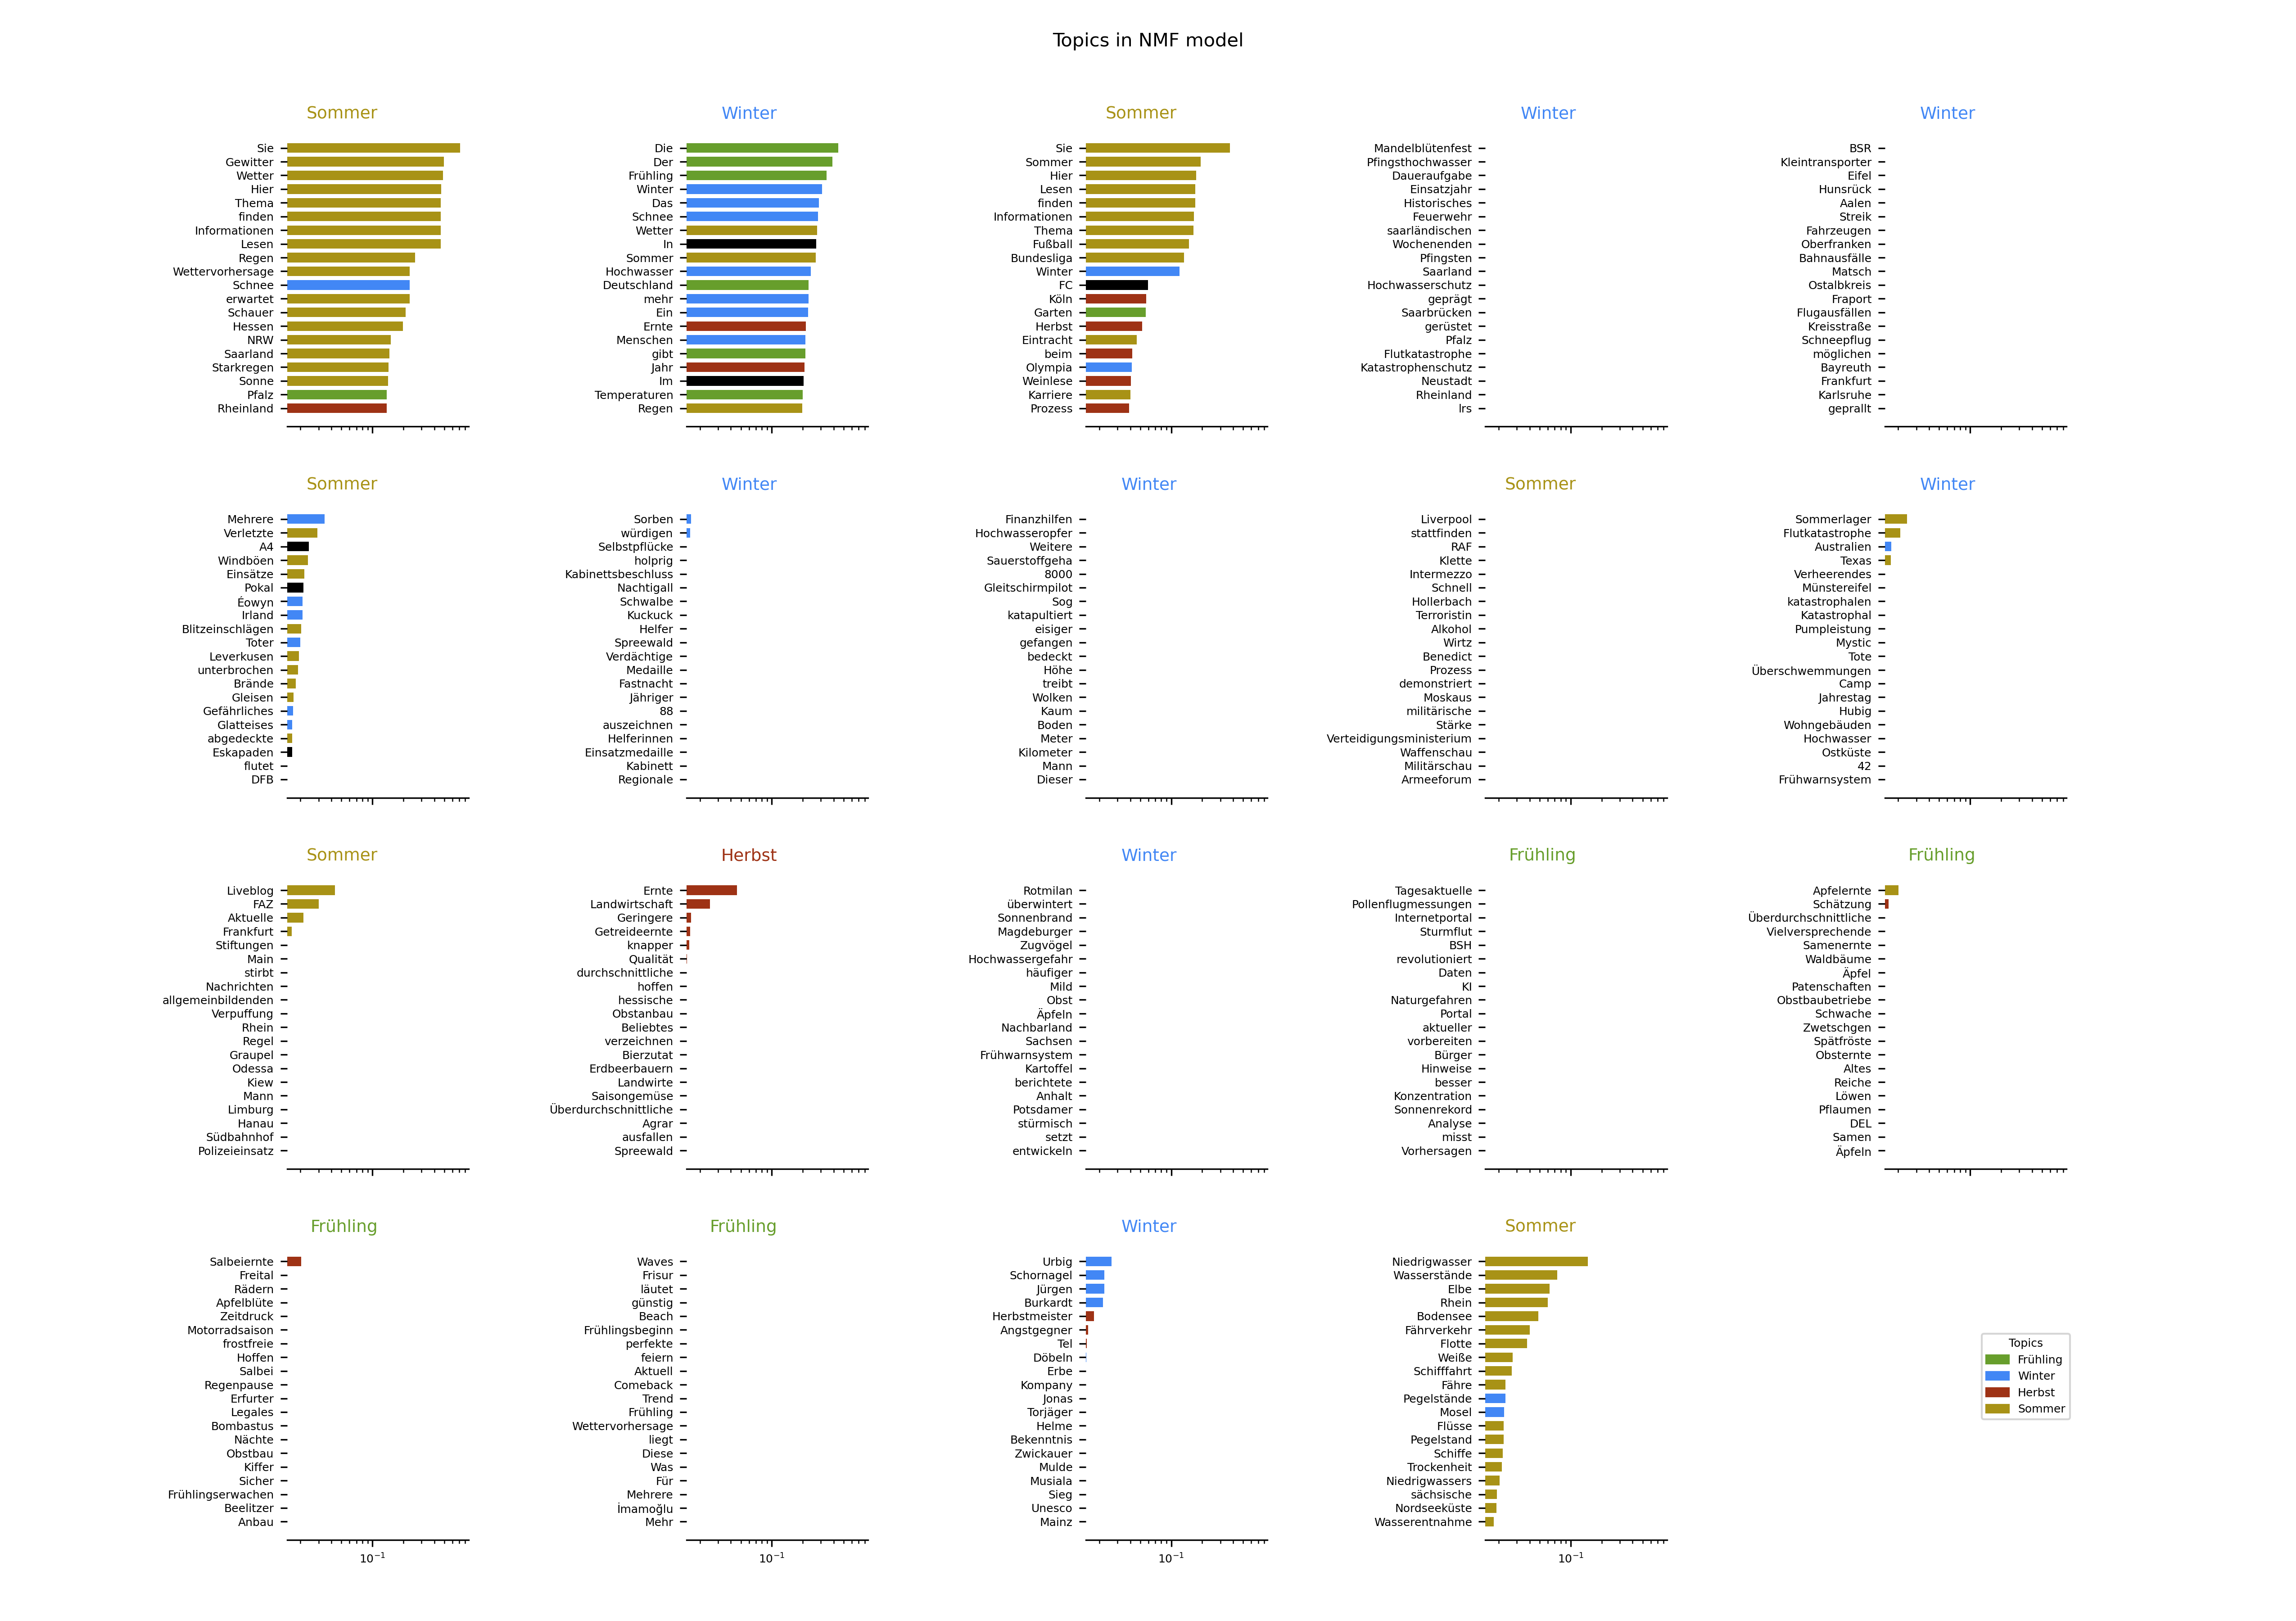 Topics in NMF model
Sommer
Sie
Gewitter
Wetter
Hier
Thema
finden
Informationen
Lesen
Regen
Wettervorhersage
Schnee
erwartet
Schauer
Hessen
NRW
Saarland
Starkregen
Sonne
Pfalz
Rheinland
Winter
Die
Der
Frühling
Winter
Das
Schnee
Wetter
In
Sommer
Hochwasser
Deutschland
mehr
Ein
Ernte
Menschen
gibt
Jahr
Im
Temperaturen
Regen
Sommer
Sie
Sommer
Hier
Lesen
finden
Informationen
Thema
Fußball
Bundesliga
Winter
FC
Köln
Garten
Herbst
Eintracht
beim
Olympia
Weinlese
Karriere
Prozess
Winter
Mandelblütenfest
Pfingsthochwasser
Daueraufgabe
Einsatzjahr
Historisches
Feuerwehr
saarländischen
Wochenenden
Pfingsten
Saarland
Hochwasserschutz
geprägt
Saarbrücken
gerüstet
Pfalz
Flutkatastrophe
Katastrophenschutz
Neustadt
Rheinland
Irs
Winter
BSR
Kleintransporter
Eifel
Hunsrück
Aalen
Streik
Fahrzeugen
Oberfranken
Bahnausfälle
Matsch
Ostalbkreis
Fraport
Flugausfällen
Kreisstraße
Schneepflug
möglichen
Bayreuth
Frankfurt
Karlsruhe
geprallt
Sommer
Mehrere
Verletzte
A4
Windböen
Einsätze
Pokal
Éowyn
Irland
Blitzeinschlägen
Toter
Leverkusen
unterbrochen
Brände
Gleisen
Gefährliches
Glatteises
abgedeckte
Eskapaden
flutet
DFB
Winter
Sorben
würdigen
Selbstpflücke
holprig
Kabinettsbeschluss
Nachtigall
Schwalbe
Kuckuck
Helfer
Spreewald
Verdächtige
Medaille
Fastnacht
Jähriger
88
auszeichnen
Helferinnen
Einsatzmedaille
Kabinett
Regionale
Winter
Finanzhilfen
Hochwasseropfer
Weitere
Sauerstoffgeha
8000
Gleitschirmpilot
Sog
katapultiert
eisiger
gefangen
bedeckt
Höhe
treibt
Wolken
Kaum
Boden
Meter
Kilometer
Mann
Dieser
Sommer
Liverpool
stattfinden
RAF
Klette
Intermezzo
Schnell
Hollerbach
Terroristin
Alkohol
Wirtz
Benedict
Prozess
demonstriert
Moskaus
militärische
Stärke
Verteidigungsministerium
Waffenschau
Militärschau
Armeeforum
Winter
Sommerlager
Flutkatastrophe
Australien
Texas
Verheerendes
Münstereifel
katastrophalen
Katastrophal
Pumpleistung
Mystic
Tote
Überschwemmungen
Camp
Jahrestag
Hubig
Wohngebäuden
Hochwasser
Ostküste
42
Frühwarnsystem
Sommer
Liveblog
FAZ
Aktuelle
Frankfurt
Stiftungen
Main
stirbt
Nachrichten
allgemeinbildenden
Verpuffung
Rhein
Regel
Graupel
Odessa
Kiew
Mann
Limburg
Hanau
Südbahnhof
Polizeieinsatz
Herbst
Ernte
Landwirtschaft
Geringere
Getreideernte
knapper
Qualität
durchschnittliche
hoffen
hessische
Obstanbau
Beliebtes
verzeichnen
Bierzutat
Erdbeerbauern
Landwirte
Saisongemüse
Überdurchschnittliche
Agrar
ausfallen
Spreewald
Winter
Rotmilan
überwintert
Sonnenbrand
Magdeburger
Zugvögel
Hochwassergefahr
häufiger
Mild
Obst
Äpfeln
Nachbarland
Sachsen
Frühwarnsystem
Kartoffel
berichtete
Anhalt
Potsdamer
stürmisch
setzt
entwickeln
Frühling
Tagesaktuelle
Pollenflugmessungen
Internetportal
Sturmflut
BSH
revolutioniert
Daten
KI
Naturgefahren
Portal
aktueller
vorbereiten
Bürger
Hinweise
besser
Konzentration
Sonnenrekord
Analyse
misst
Vorhersagen
Frühling
Apfelernte
Schätzung
Überdurchschnittliche
Vielversprechende
Samenernte
Waldbäume
Äpfel
Patenschaften
Obstbaubetriebe
Schwache
Zwetschgen
Spätfröste
Obsternte
Altes
Reiche
Löwen
Pflaumen
DEL
Samen
Äpfeln
Frühling
Salbeiernte
Freital
Rädern
Apfelblüte
Zeitdruck
Motorradsaison
frostfreie
Hoffen
Salbei
Regenpause
Erfurter
Legales
Bombastus
Nächte
Obstbau
Kiffer
Sicher
Frühlingserwachen
Beelitzer
Anbau
10⁻¹
Frühling
Waves
Frisur
läutet
günstig
Beach
Frühlingsbeginn
perfekte
feiern
Aktuell
Comeback
Trend
Frühling
Wettervorhersage
liegt
Diese
Was
Für
Mehrere
İmamoğlu
Mehr
10⁻¹
Winter
Urbig
Schornagel
Jürgen
Burkardt
Herbstmeister
Angstgegner
Tel
Döbeln
Erbe
Kompany
Jonas
Torjäger
Helme
Bekenntnis
Zwickauer
Mulde
Musiala
Sieg
Unesco
Mainz
10⁻¹
Sommer
Niedrigwasser
Wasserstände
Elbe
Rhein
Bodensee
Fährverkehr
Flotte
Weiße
Schifffahrt
Fähre
Pegelstände
Mosel
Flüsse
Pegelstand
Schiffe
Trockenheit
Niedrigwassers
sächsische
Nordseeküste
Wasserentnahme
10⁻¹
Topics
Frühling
Winter
Herbst
Sommer